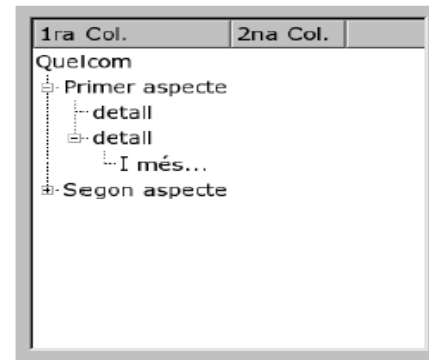 1ra Col. 2na Col.
Quelcom
Primer aspecte
detall
detall
I més...
Segon aspecte